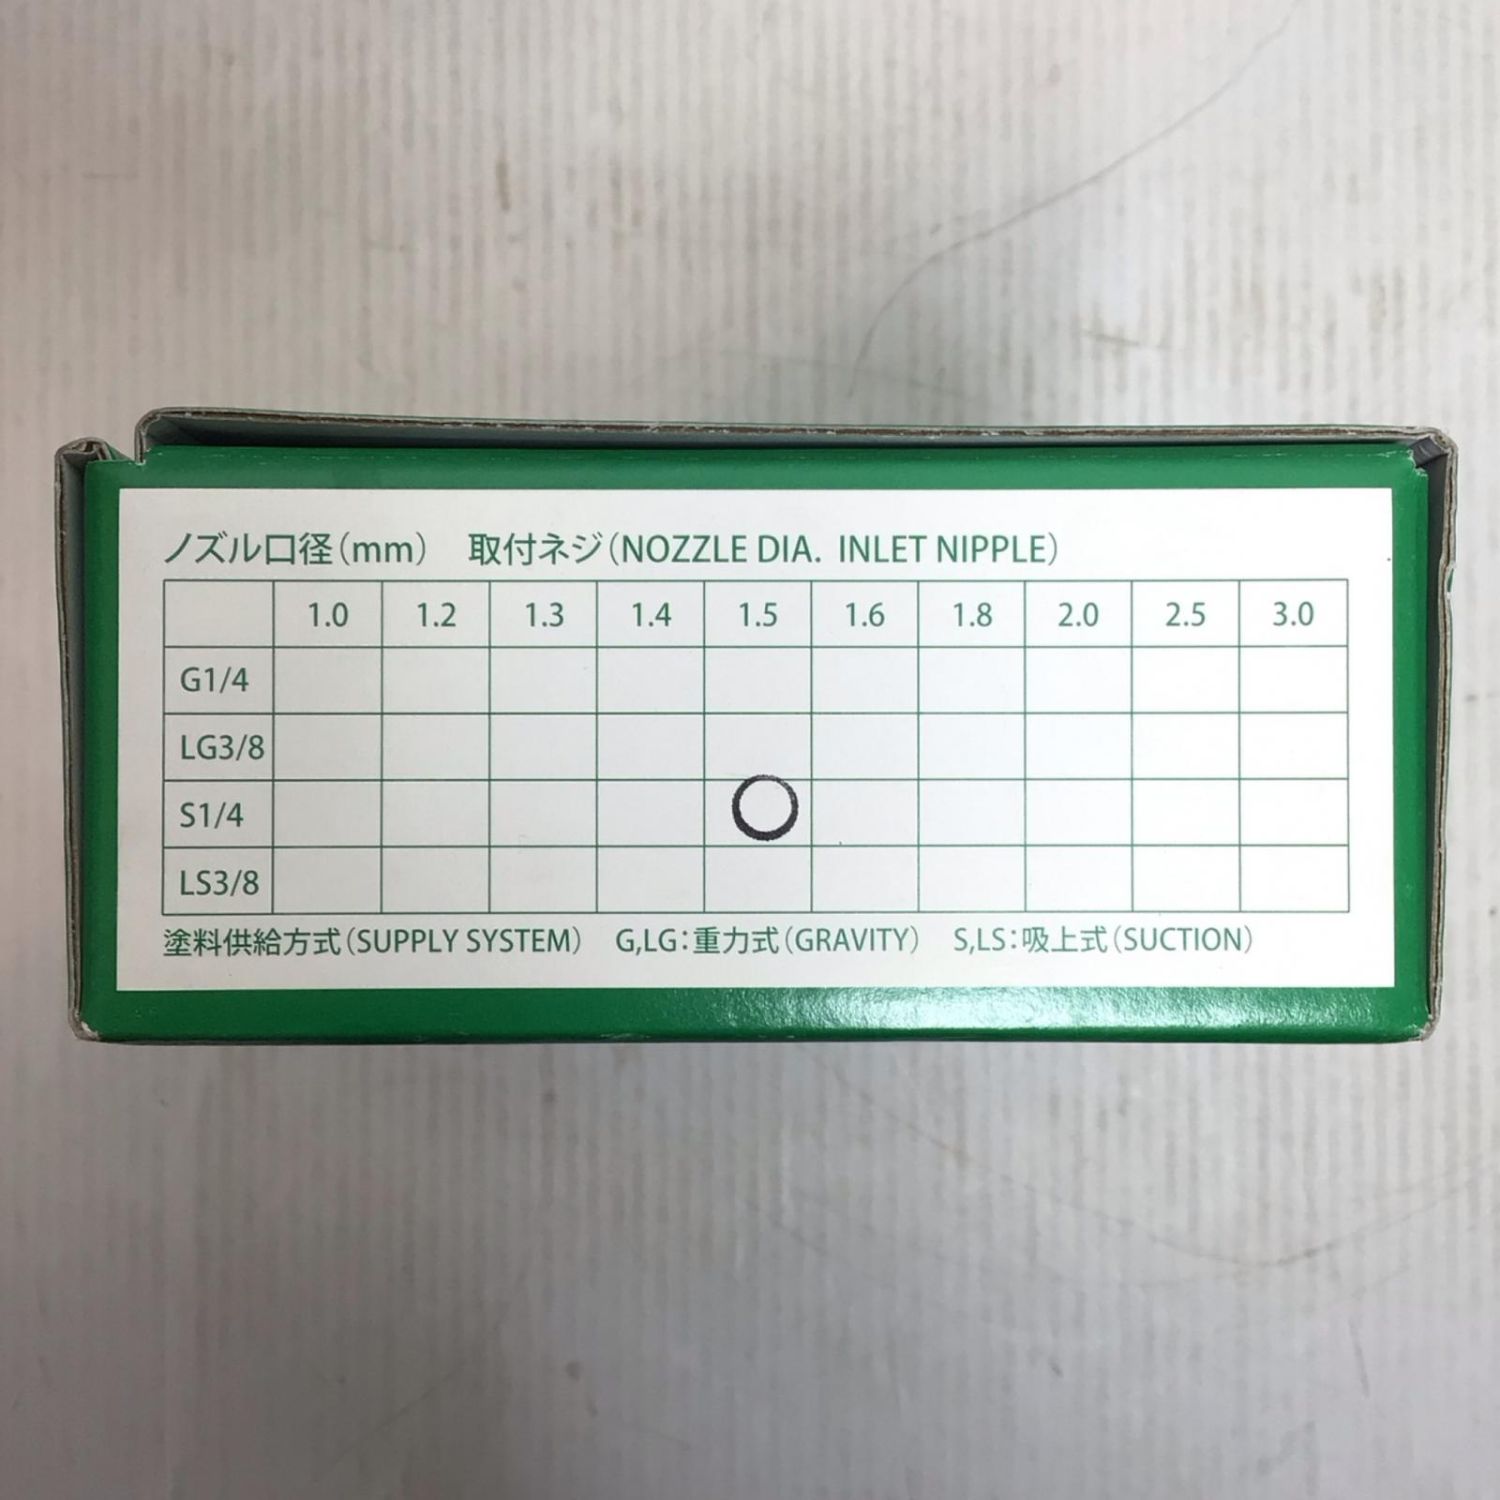 ノズル口径(mm) 取付ネジ(NOZZLE DIA. INLET NIPPLE)
1.0 1.2 1.3 1.4 1.5 1.6 1.8 2.0 2.5 3.0
G1/4
LG3/8
S1/4 ○
LS3/8
塗料供給方式(SUPPLY SYSTEM) G,LG:重力式(GRAVITY) S,LS:吸上式(SUCTION)